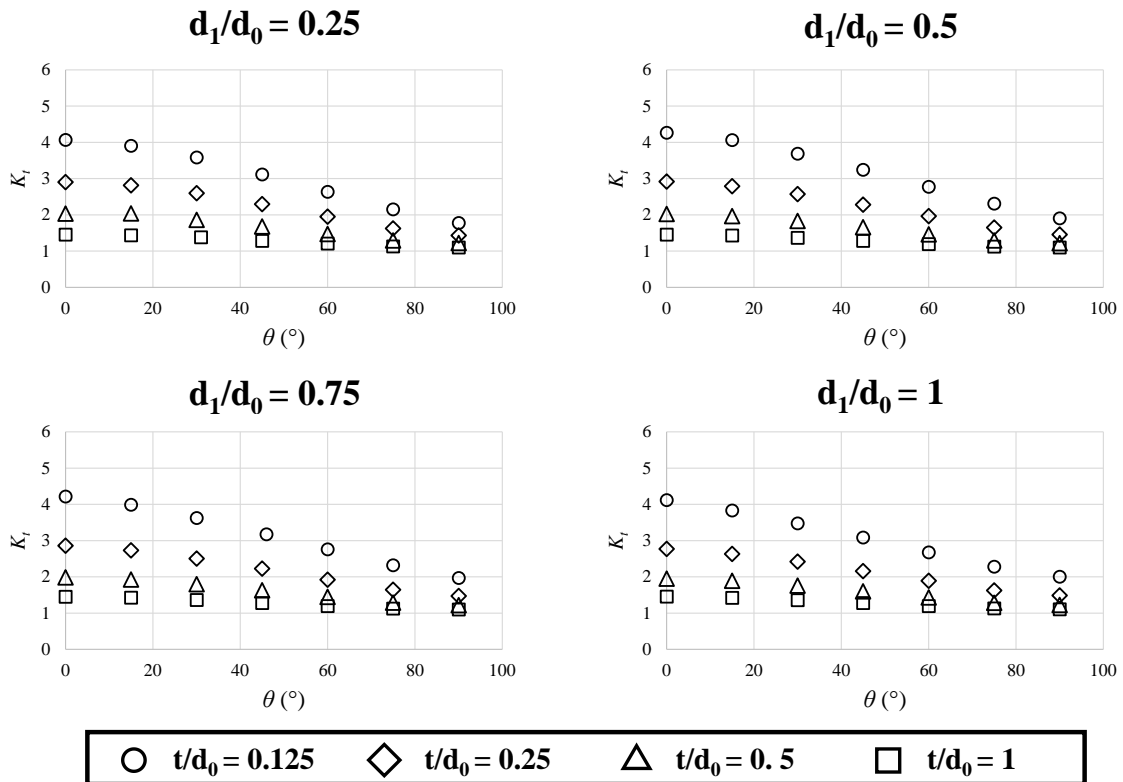 d₁/d₀ = 0.25
6
5
4
3
2
1
0
Kₜ
0 20 40 60 80 100
θ (°)
d₁/d₀ = 0.5
6
5
4
3
2
1
0
Kₜ
0 20 40 60 80 100
θ (°)
d₁/d₀ = 0.75
6
5
4
3
2
1
0
Kₜ
0 20 40 60 80 100
θ (°)
d₁/d₀ = 1
6
5
4
3
2
1
0
Kₜ
0 20 40 60 80 100
θ (°)
t/d₀ = 0.125 t/d₀ = 0.25 t/d₀ = 0. 5 t/d₀ = 1